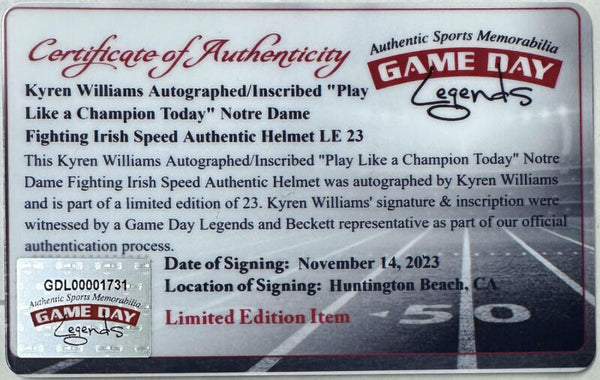 Certificate of Authenticity
Authentic Sports Memorabilia
GAME DAY
Legends
Kyren Williams Autographed/Inscribed "Play
Like a Champion Today" Notre Dame
Fighting Irish Speed Authentic Helmet LE 23
This Kyren Williams Autographed/Inscribed "Play Like a Champion Today" Notre
Dame Fighting Irish Speed Authentic Helmet was autographed by Kyren Williams
and is part of a limited edition of 23. Kyren Williams' signature & inscription were
witnessed by a Game Day Legends and Beckett representative as part of our official
authentication process.
Date of Signing: November 14, 2023
Location of Signing: Huntington Beach, CA
Limited Edition Item
GDL00001731
Authentic Sports Memorabilia
GAME DAY
Legends
50